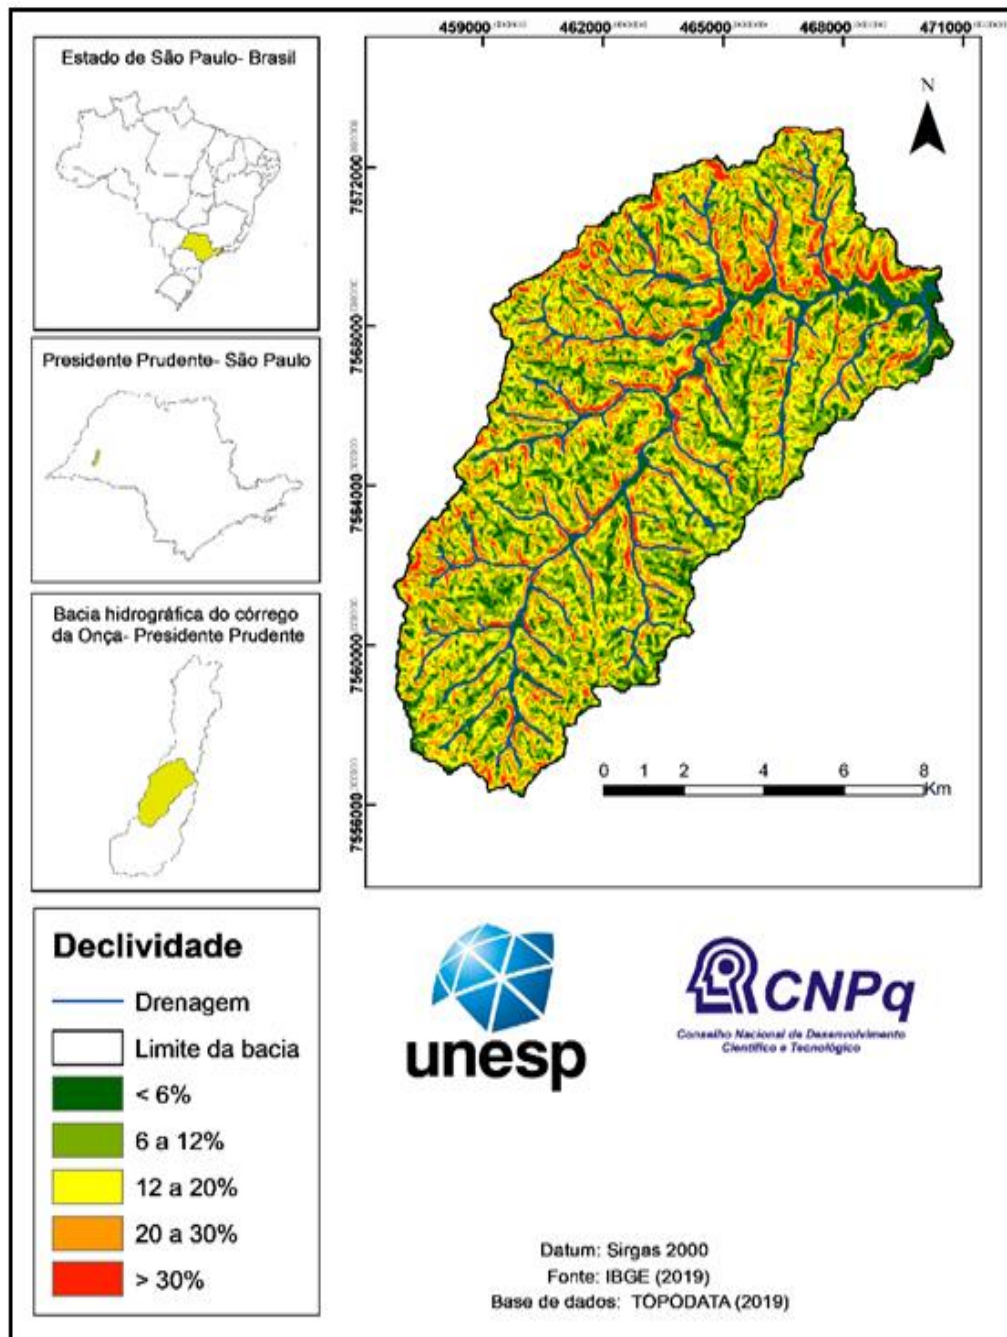 Estado de São Paulo- Brasil
Presidente Prudente- São Paulo
Bacia hidrográfica do córrego
da Onça- Presidente Prudente
459000 462000 465000 468000 471000
N
7572000
7568000
7564000
7560000
7556000
0 1 2 4 6 8
Km
Declividade
Drenagem
Limite da bacia
< 6%
6 a 12%
12 a 20%
20 a 30%
> 30%
unesp
CNPq
Conselho Nacional de Desenvolvimento
Científico e Tecnológico
Datum: Sirgas 2000
Fonte: IBGE (2019)
Base de dados: TOPODATA (2019)